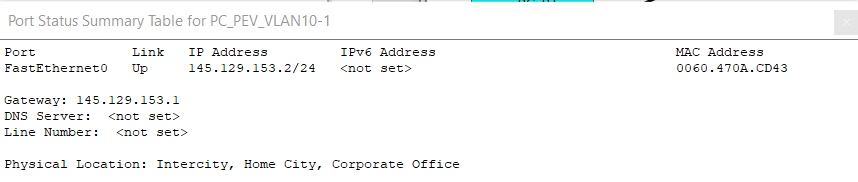 Port Status Summary Table for PC_PEV_VLAN10-1
Port Link IP Address IPv6 Address MAC Address
FastEthernet0 Up 145.129.153.2/24 <not set> 0060.470A.CD43
Gateway: 145.129.153.1
DNS Server: <not set>
Line Number: <not set>
Physical Location: Intercity, Home City, Corporate Office